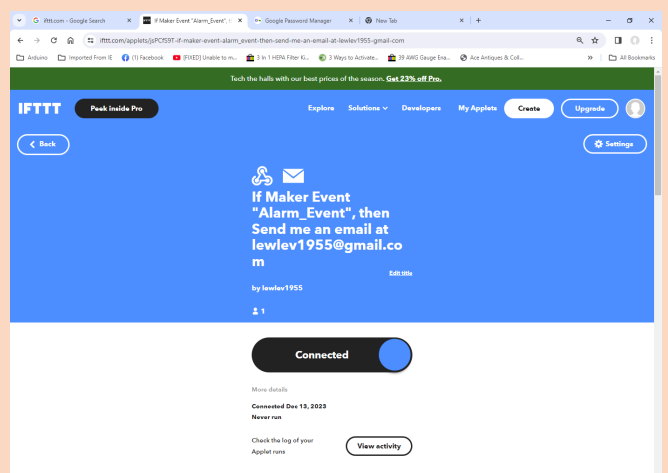 ifttt.com - Google Search
If Maker Event "Alarm_Event", t
Google Password Manager
New Tab
ifttt.com/applets/jsPCfS9T-if-maker-event-alarm_event-then-send-me-an-email-at-lewlev1955-gmail-com
Arduino
Imported From IE
(1) Facebook
[FIXED] Unable to m...
3 In 1 HEPA Filter Ki...
3 Ways to Activate...
39 AWG Gauge Ena...
Ace Antiques & Coll...
»
All Bookmarks
Tech the halls with our best prices of the season. Get 23% off Pro.
IFTTT
Peek inside Pro
Explore
Solutions
Developers
My Applets
Create
Upgrade
Back
Settings
If Maker Event
"Alarm_Event", then
Send me an email at
lewlev1955@gmail.co
m
Edit title
by lewlev1955
1
Connected
More details
Connected Dec 13, 2023
Never run
Check the log of your
Applet runs
View activity